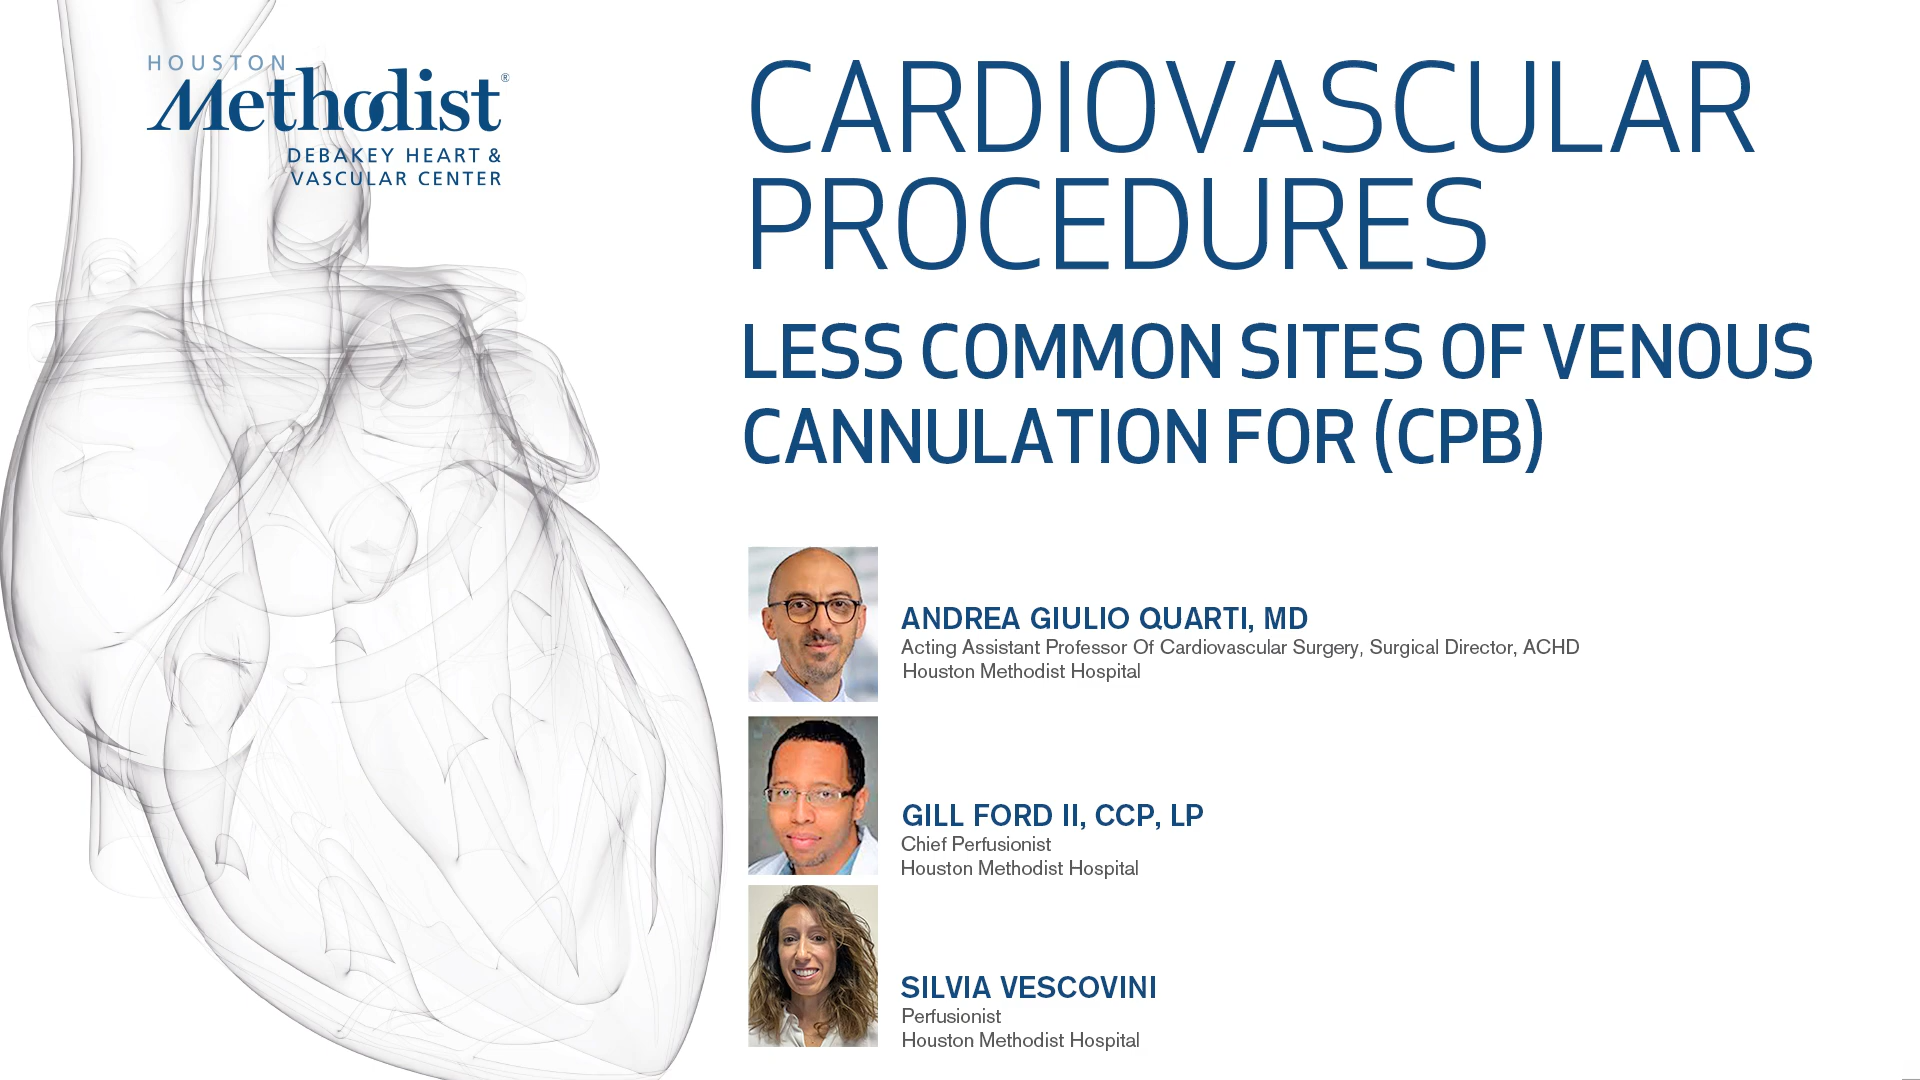 HOUSTON
Methodist®
DEBAKEY HEART &
VASCULAR CENTER
CARDIOVASCULAR
PROCEDURES
LESS COMMON SITES OF VENOUS
CANNULATION FOR (CPB)
ANDREA GIULIO QUARTI, MD
Acting Assistant Professor Of Cardiovascular Surgery, Surgical Director, ACHD
Houston Methodist Hospital
GILL FORD II, CCP, LP
Chief Perfusionist
Houston Methodist Hospital
SILVIA VESCOVINI
Perfusionist
Houston Methodist Hospital